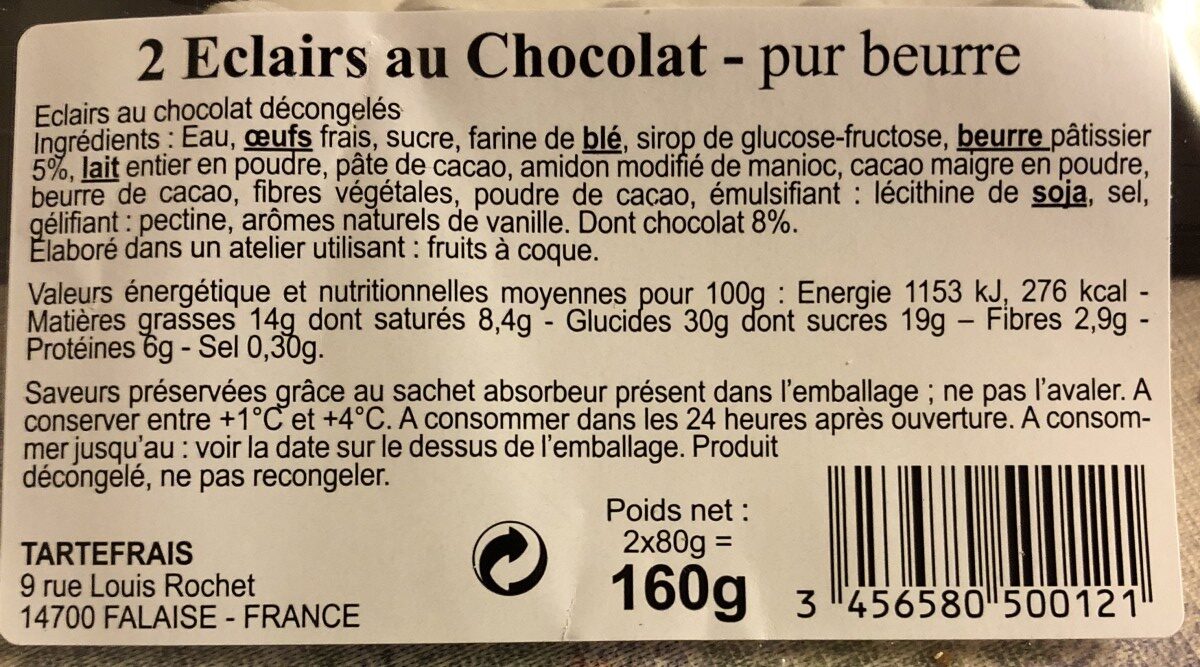 2 Eclairs au Chocolat - pur beurre
Eclairs au chocolat décongelés
Ingrédients : Eau, œufs frais, sucre, farine de blé, sirop de glucose-fructose, beurre pâtissier
5%, lait entier en poudre, pâte de cacao, amidon modifié de manioc, cacao maigre en poudre,
beurre de cacao, fibres végétales, poudre de cacao, émulsifiant : lécithine de soja, sel,
gélifiant : pectine, arômes naturels de vanille. Dont chocolat 8%.
Élaboré dans un atelier utilisant : fruits à coque.
Valeurs énergétique et nutritionnelles moyennes pour 100g : Energie 1153 kJ, 276 kcal -
Matières grasses 14g dont saturés 8,4g - Glucides 30g dont sucres 19g – Fibres 2,9g -
Protéines 6g - Sel 0,30g.
Saveurs préservées grâce au sachet absorbeur présent dans l'emballage ; ne pas l'avaler. A
conserver entre +1°C et +4°C. A consommer dans les 24 heures après ouverture. A consom-
mer jusqu'au : voir la date sur le dessus de l'emballage. Produit
décongelé, ne pas recongeler.
TARTEFRAIS
9 rue Louis Rochet
14700 FALAISE - FRANCE
Poids net :
2x80g =
160g
3 456580 500121